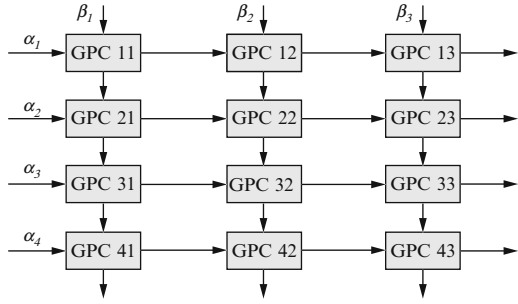 β1 β2 β3
α1 GPC 11 GPC 12 GPC 13
α2 GPC 21 GPC 22 GPC 23
α3 GPC 31 GPC 32 GPC 33
α4 GPC 41 GPC 42 GPC 43